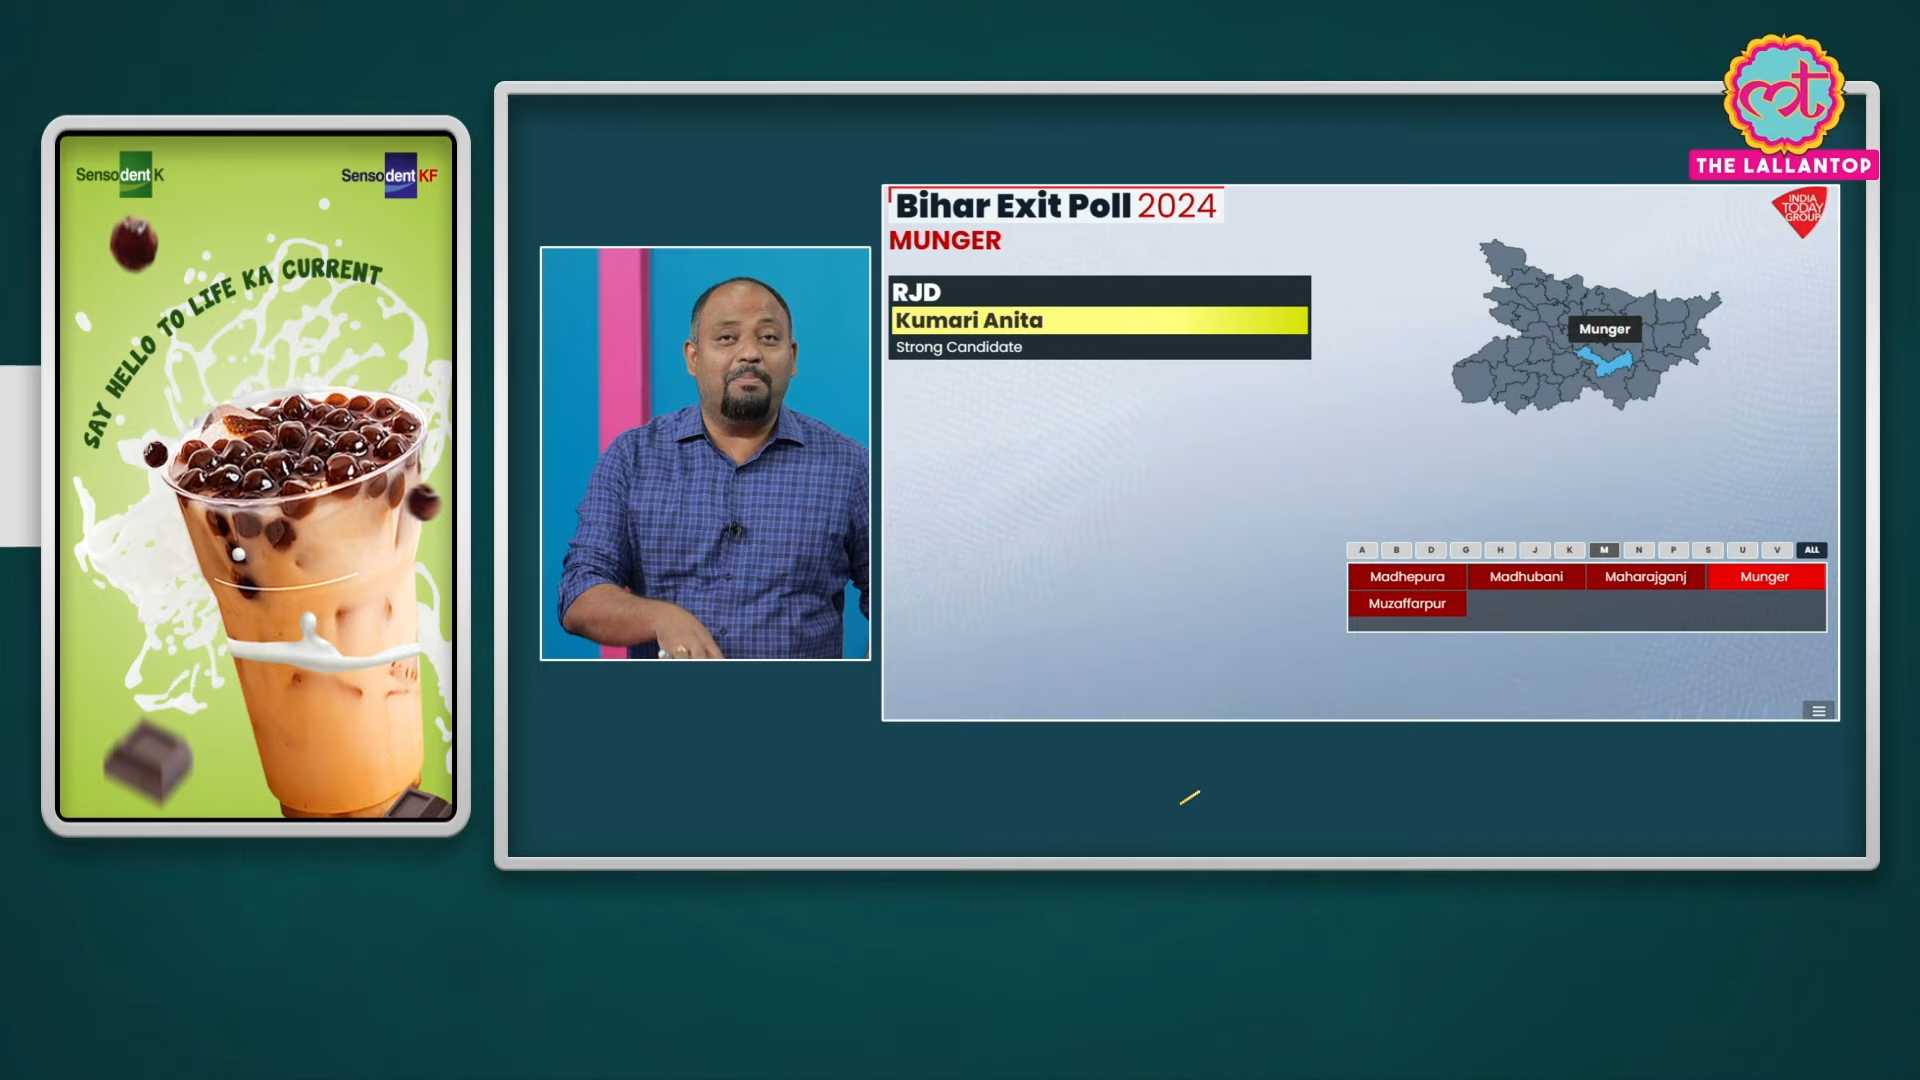 Sensodent K
Sensodent KF
SAY HELLO TO LIFE KA CURRENT
THE LALLANTOP
Bihar Exit Poll 2024
INDIA
TODAY
GROUP
MUNGER
RJD
Kumari Anita
Strong Candidate
Munger
A B D G H J K M N P S U V ALL
Madhepura Madhubani Maharajganj Munger
Muzaffarpur